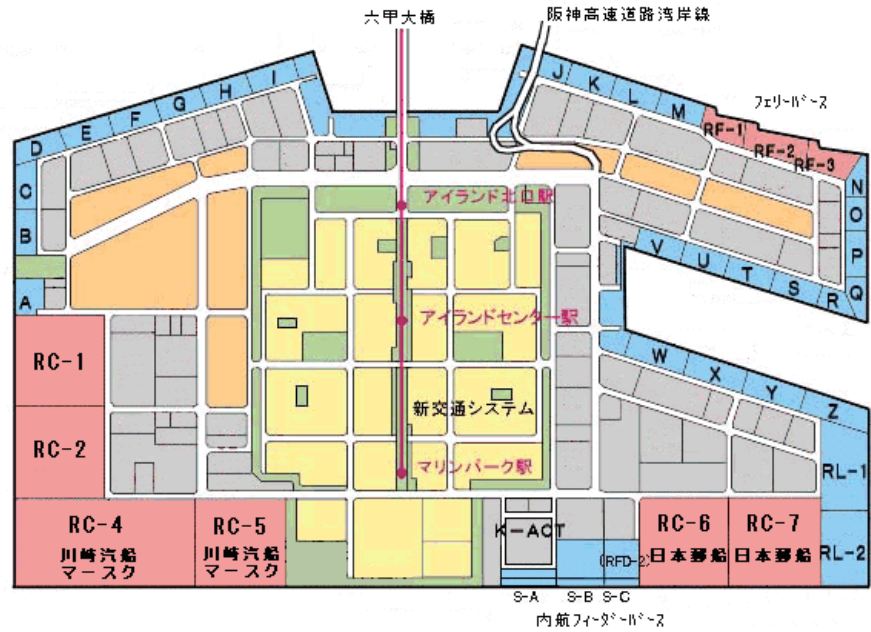 六甲大橋
阪神高速道路湾岸線
フェリーバース
D
E
F
G
H
I
J
K
L
M
RF-1
RF-2
RF-3
N
O
P
Q
C
B
A
アイランド北口駅
V
U
T
S
R
アイランドセンター駅
W
X
Y
Z
RC-1
RC-2
新交通システム
マリンパーク駅
RL-1
RL-2
RC-4
川崎汽船
マースク
RC-5
川崎汽船
マースク
K-ACT
(RFD-2)
RC-6
日本郵船
RC-7
日本郵船
S-A
S-B
S-C
内航フィーダーバース